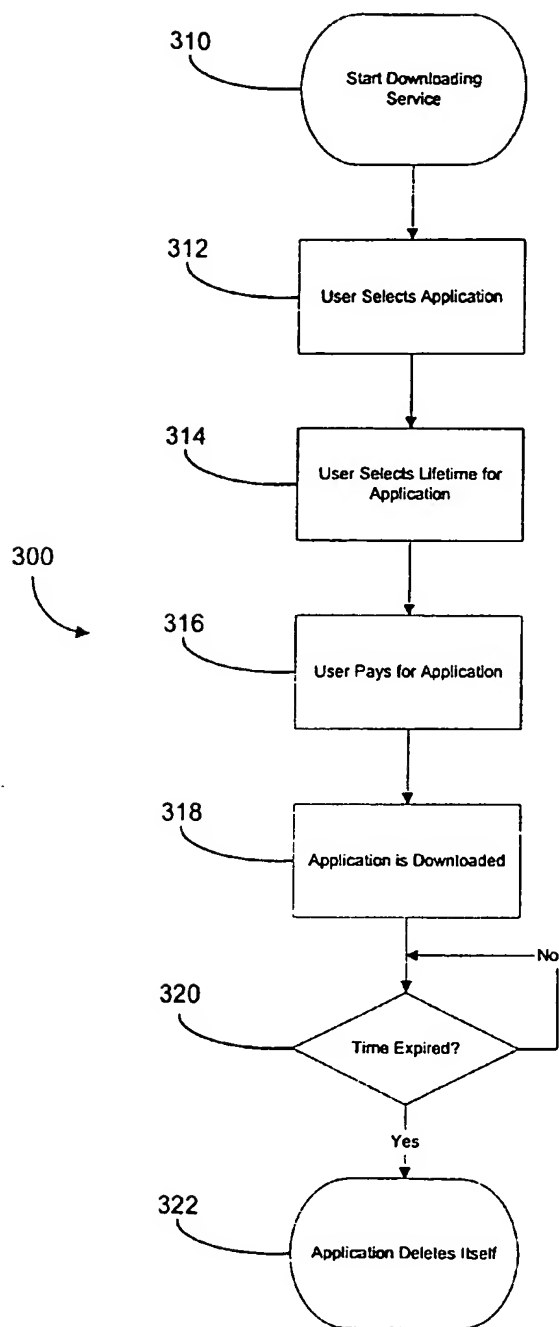 310
Start Downloading
Service
312
User Selects Application
314
User Selects Lifetime for
Application
300
316
User Pays for Application
318
Application is Downloaded
No
320
Time Expired?
Yes
322
Application Deletes Itself